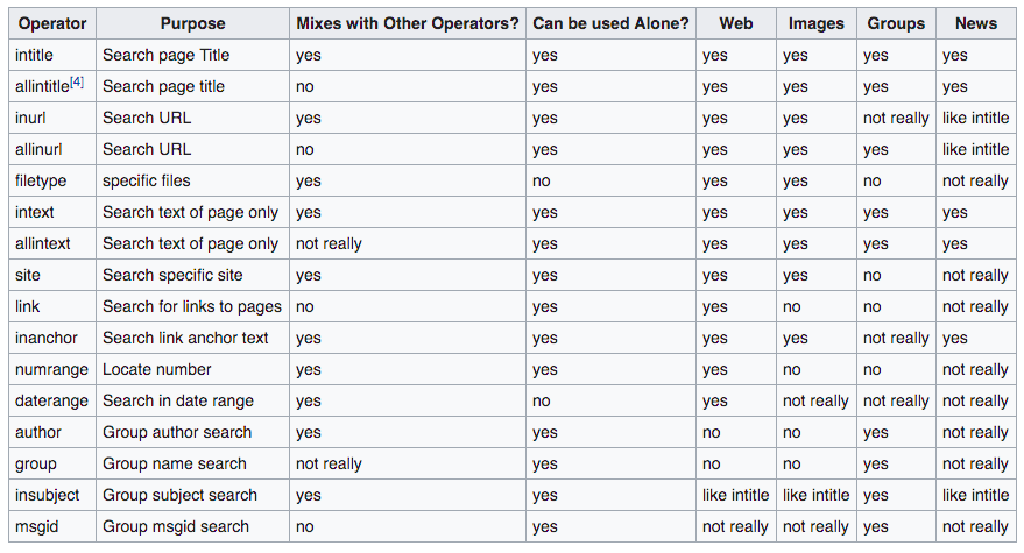 Operator Purpose Mixes with Other Operators? Can be used Alone? Web Images Groups News
intitle Search page Title yes yes yes yes yes yes
allintitle[4] Search page title no yes yes yes yes yes
inurl Search URL yes yes yes yes not really like intitle
allinurl Search URL no yes yes yes yes like intitle
filetype specific files yes no yes yes no not really
intext Search text of page only yes yes yes yes yes yes
allintext Search text of page only not really yes yes yes yes yes
site Search specific site yes yes yes yes no not really
link Search for links to pages no yes yes no no not really
inanchor Search link anchor text yes yes yes yes not really yes
numrange Locate number yes yes yes no no not really
daterange Search in date range yes no yes not really not really not really
author Group author search yes yes no no yes not really
group Group name search not really yes no no yes not really
insubject Group subject search yes yes like intitle like intitle yes like intitle
msgid Group msgid search no yes not really not really yes not really